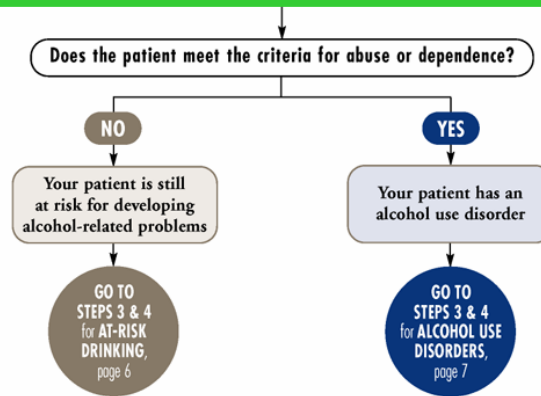 Does the patient meet the criteria for abuse or dependence?
NO
YES
Your patient is still
at risk for developing
alcohol-related problems
Your patient has an
alcohol use disorder
GO TO
STEPS 3 & 4
for AT-RISK
DRINKING,
page 6
GO TO
STEPS 3 & 4
for ALCOHOL USE
DISORDERS,
page 7